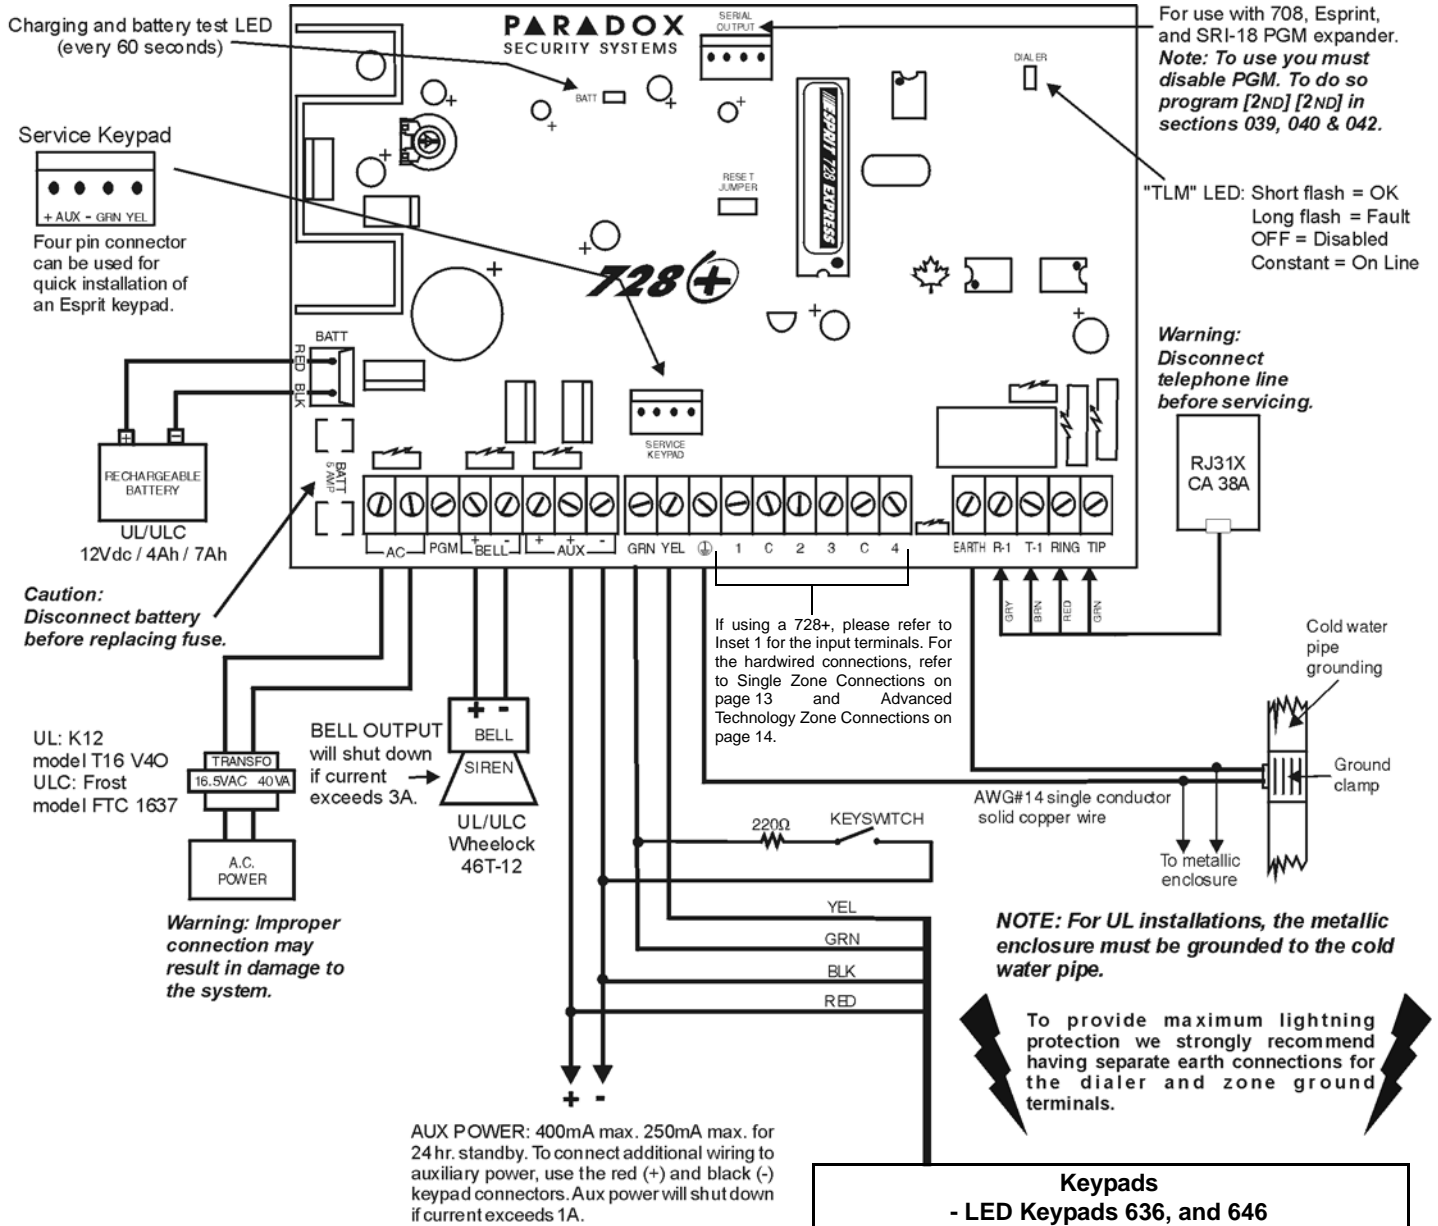 Charging and battery test LED
(every 60 seconds)
PARADOX
SECURITY SYSTEMS
SERIAL
OUTPUT
For use with 708, Esprint,
and SRI-18 PGM expander.
Note: To use you must
disable PGM. To do so
program [2ND] [2ND] in
sections 039, 040 & 042.
DIALER
BATT
Service Keypad
+ AUX - GRN YEL
Four pin connector
can be used for
quick installation of
an Esprit keypad.
RESET
JUMPER
ESPRIT 728 EXPRESS
"TLM" LED: Short flash = OK
Long flash = Fault
OFF = Disabled
Constant = On Line
728+
BATT
RED
BLK
Warning:
Disconnect
telephone line
before servicing.
SERVICE
KEYPAD
RJ31X
CA 38A
+ -
RECHARGEABLE
BATTERY
UL/ULC
12Vdc / 4Ah / 7Ah
BATT
5 AMP
AC PGM + BELL - + AUX + - GRN YEL 1 C 2 3 C 4 EARTH R-1 T-1 RING TIP
GRY
BRN
RED
GRN
Caution:
Disconnect battery
before replacing fuse.
If using a 728+, please refer to
Inset 1 for the input terminals. For
the hardwired connections, refer
to Single Zone Connections on
page 13 and Advanced
Technology Zone Connections on
page 14.
Cold water
pipe
grounding
Ground
clamp
UL: K12
model T16 V4O
ULC: Frost
model FTC 1637
TRANSFO
16.5VAC 40VA
A.C.
POWER
BELL OUTPUT
will shut down
if current
exceeds 3A.
+ -
BELL
SIREN
UL/ULC
Wheelock
46T-12
AWG#14 single conductor
solid copper wire
To metallic
enclosure
220Ω
KEYSWITCH
Warning: Improper
connection may
result in damage to
the system.
YEL
GRN
BLK
RED
NOTE: For UL installations, the metallic
enclosure must be grounded to the cold
water pipe.
To provide maximum lightning
protection we strongly recommend
having separate earth connections for
the dialer and zone ground
terminals.
+ -
AUX POWER: 400mA max. 250mA max. for
24 hr. standby. To connect additional wiring to
auxiliary power, use the red (+) and black (-)
keypad connectors. Aux power will shut down
if current exceeds 1A.
Keypads
- LED Keypads 636, and 646